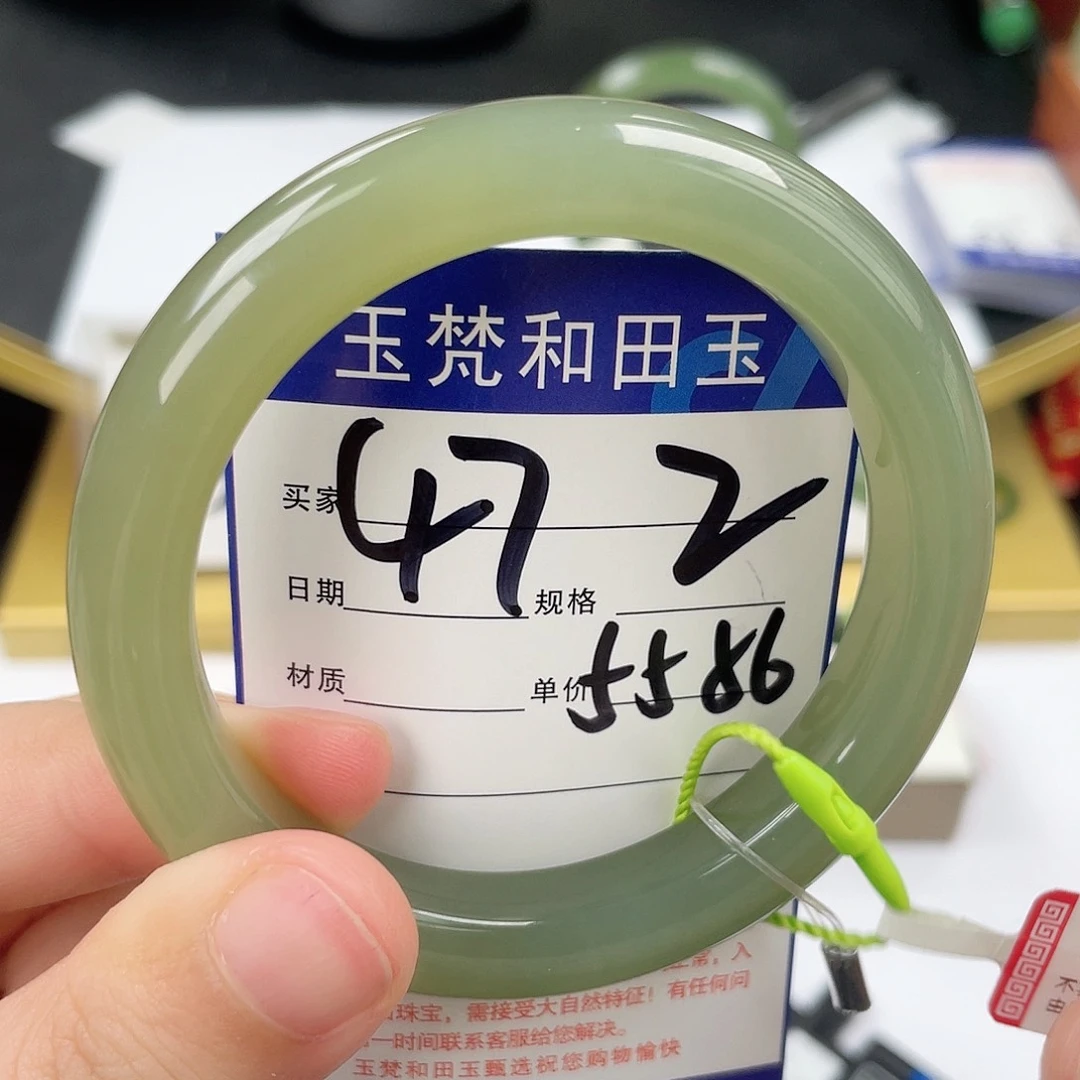 玉梵和田玉
买家 47 2
日期 规格
材质 单价 5586
入
珠宝，需接受大自然特征！有任何问
一时间联系客服给您解决。
玉梵和田玉甄选祝您购物愉快
不